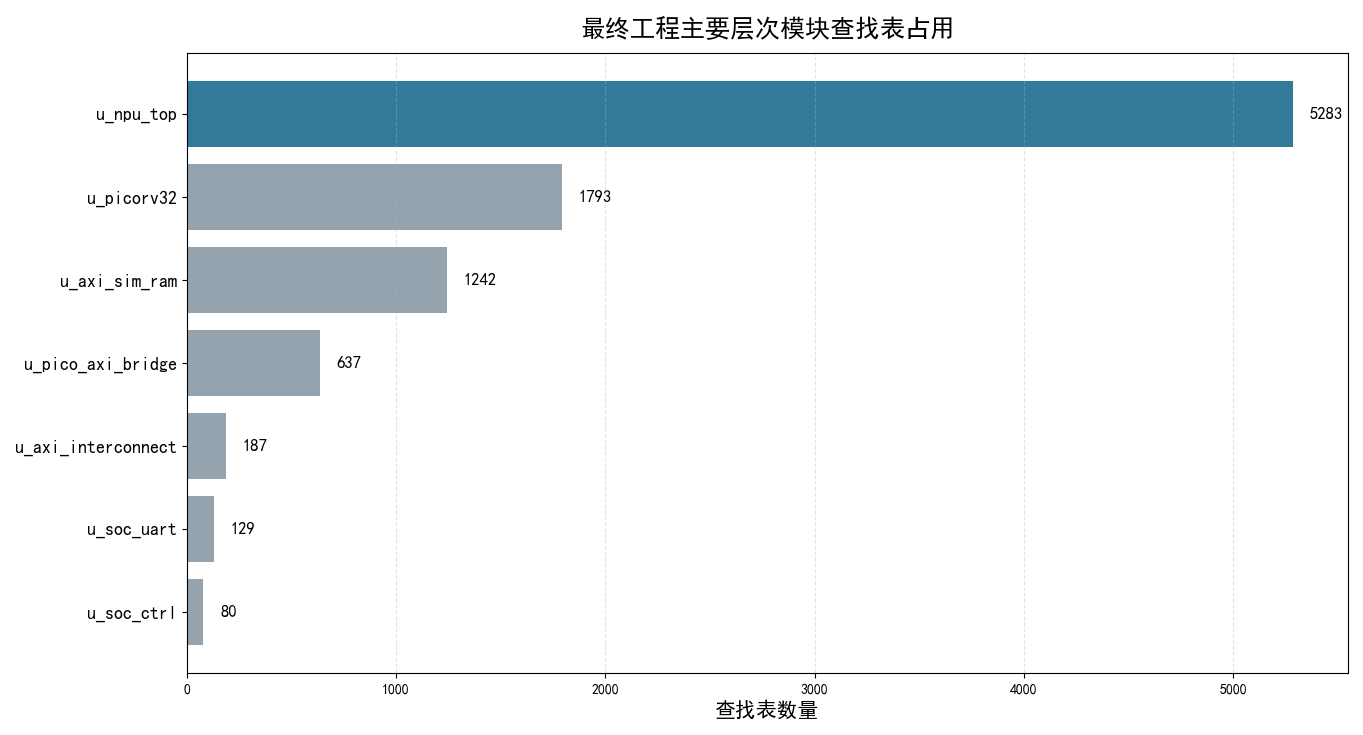 最终工程主要层次模块查找表占用
u_npu_top 5283
u_picorv32 1793
u_axi_sim_ram 1242
u_pico_axi_bridge 637
u_axi_interconnect 187
u_soc_uart 129
u_soc_ctrl 80
0 1000 2000 3000 4000 5000
查找表数量